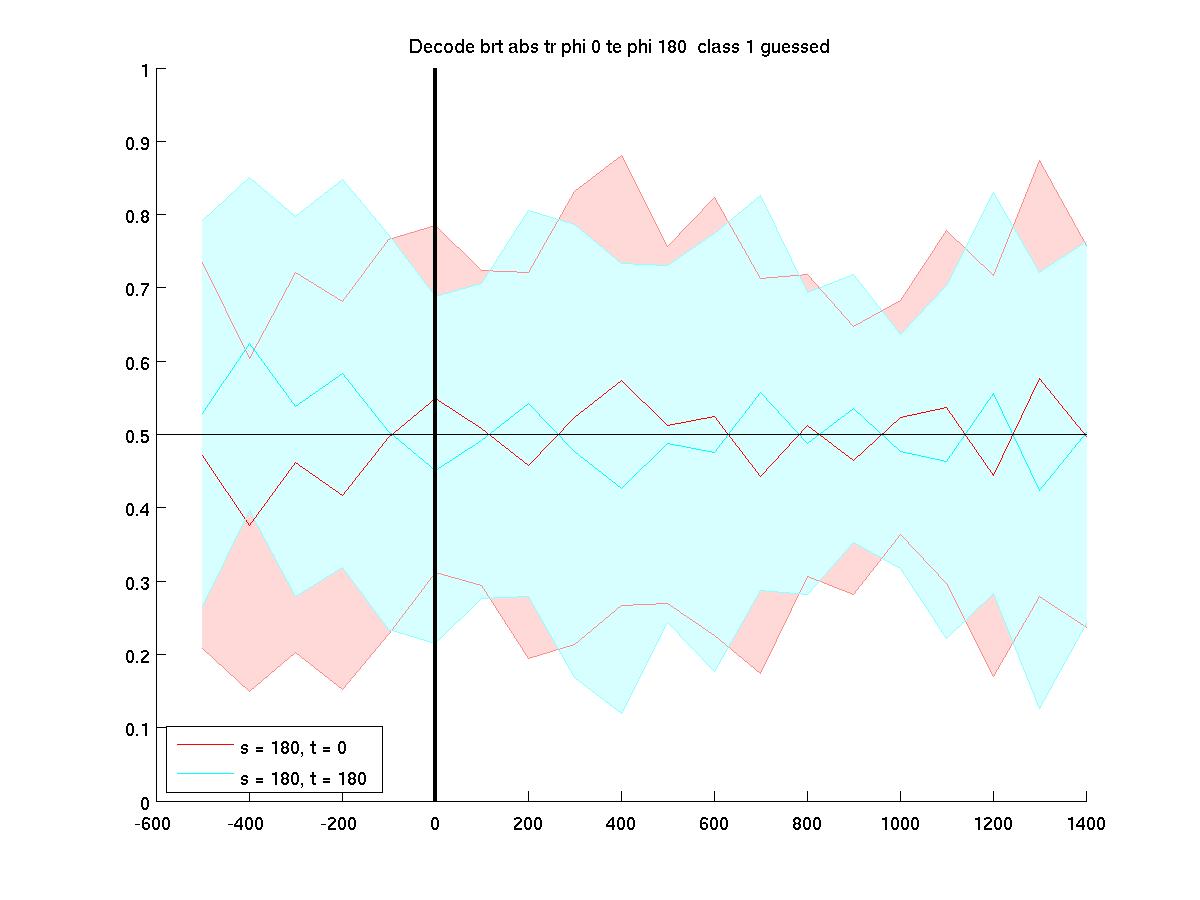 Decode brt abs tr phi 0 te phi 180  class 1 guessed
1
0.9
0.8
0.7
0.6
0.5
0.4
0.3
0.2
0.1
0
s = 180, t = 0
s = 180, t = 180
-600 -400 -200 0 200 400 600 800 1000 1200 1400